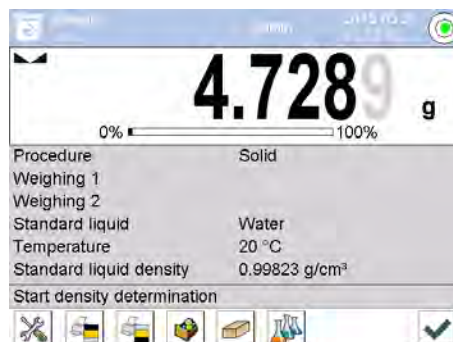 4.7289 g
0% 100%
Procedure Solid
Weighing 1
Weighing 2
Standard liquid Water
Temperature 20 °C
Standard liquid density 0.99823 g/cm³
Start density determination